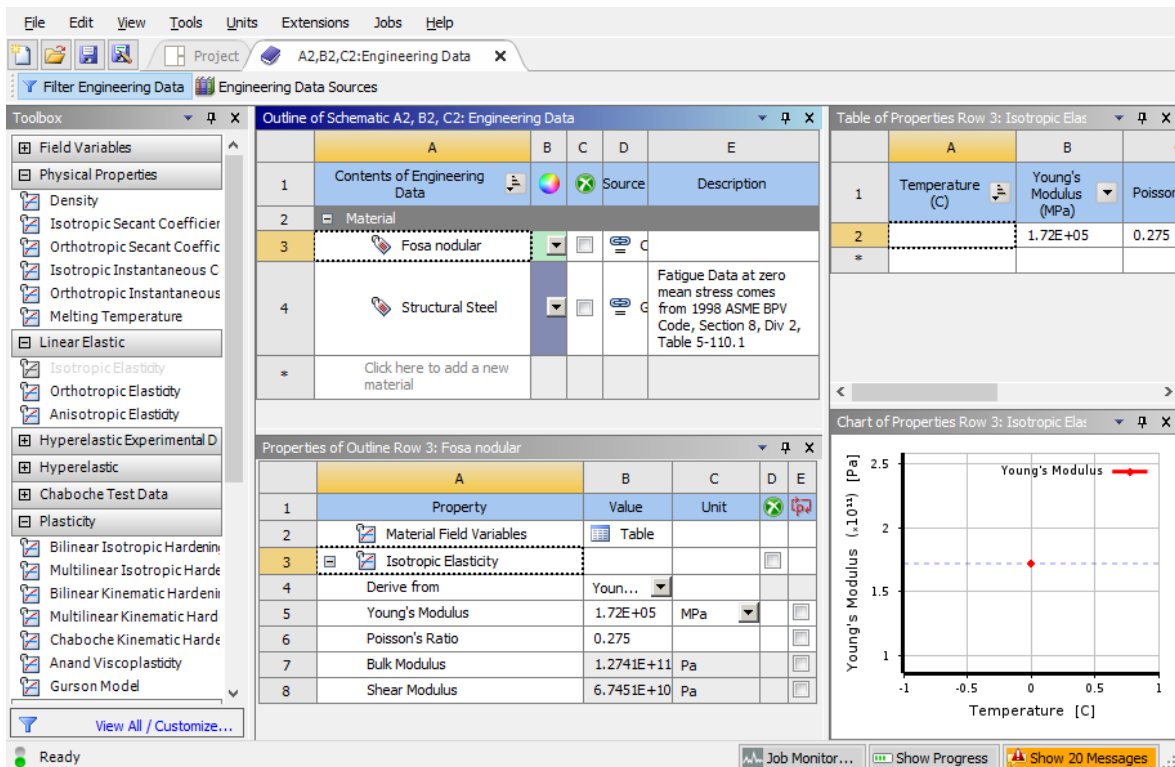 File Edit View Tools Units Extensions Jobs Help
Project A2,B2,C2:Engineering Data
Filter Engineering Data Engineering Data Sources
Toolbox
Field Variables
Physical Properties
Density
Isotropic Secant Coefficier
Orthotropic Secant Coeffic
Isotropic Instantaneous C
Orthotropic Instantaneous
Melting Temperature
Linear Elastic
Isotropic Elasticity
Orthotropic Elasticity
Anisotropic Elasticity
Hyperelastic Experimental D
Hyperelastic
Chaboche Test Data
Plasticity
Bilinear Isotropic Hardening
Multilinear Isotropic Harde
Bilinear Kinematic Hardeni
Multilinear Kinematic Hard
Chaboche Kinematic Harde
Anand Viscoplasticity
Gurson Model
View All / Customize...
Outline of Schematic A2, B2, C2: Engineering Data
A B C D E
1 Contents of Engineering Data Source Description
2 Material
3 Fosa nodular C
4 Structural Steel G Fatigue Data at zero
mean stress comes
from 1998 ASME BPV
Code, Section 8, Div 2,
Table 5-110.1
* Click here to add a new
material
Properties of Outline Row 3: Fosa nodular
A B C D E
1 Property Value Unit
2 Material Field Variables Table
3 Isotropic Elasticity
4 Derive from Youn...
5 Young's Modulus 1.72E+05 MPa
6 Poisson's Ratio 0.275
7 Bulk Modulus 1.2741E+11 Pa
8 Shear Modulus 6.7451E+10 Pa
Table of Properties Row 3: Isotropic Elas
A B
1 Temperature (C) Young's Modulus (MPa) Poisson
2 1.72E+05 0.275
*
Chart of Properties Row 3: Isotropic Elas
Young's Modulus
Young's Modulus (x10¹¹) [Pa]
2.5
2
1.5
1
-1 -0.5 0 0.5 1
Temperature [C]
Ready Job Monitor... Show Progress Show 20 Messages